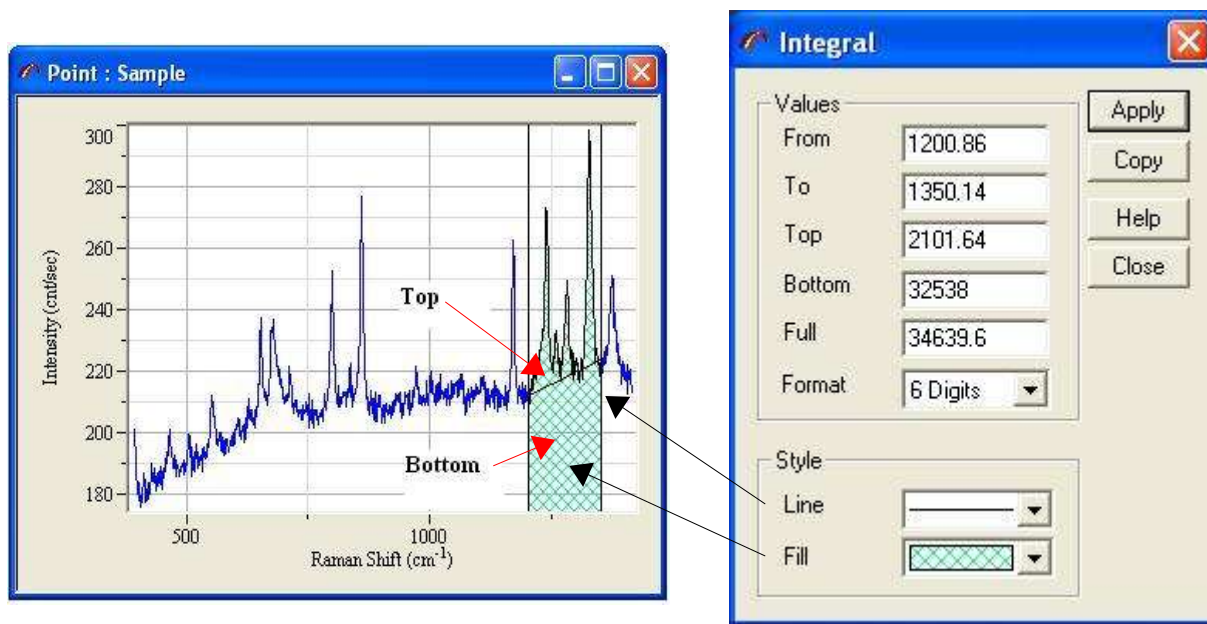 Point : Sample
300
280
260
240
220
200
180
Intensity (cnt/sec)
Top
Bottom
500
1000
Raman Shift (cm-1)
Integral
Values
From 1200.86
To 1350.14
Top 2101.64
Bottom 32538
Full 34639.6
Format 6 Digits
Apply
Copy
Help
Close
Style
Line
Fill